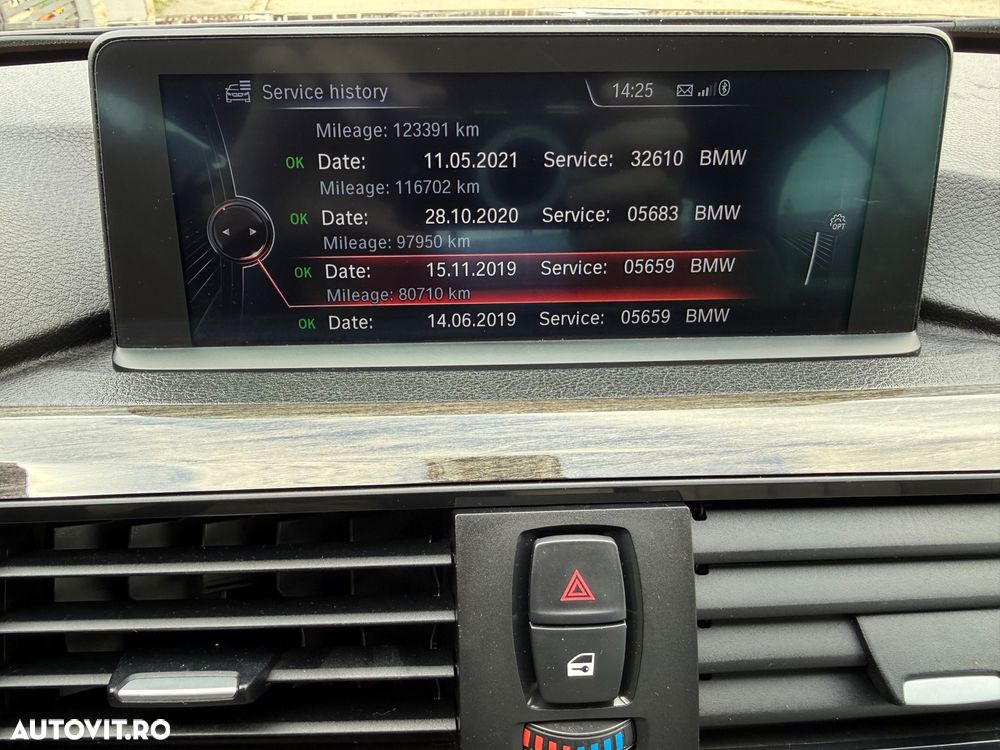 Service history 14:25
Mileage: 123391 km
OK Date: 11.05.2021 Service: 32610 BMW
Mileage: 116702 km
OK Date: 28.10.2020 Service: 05683 BMW
Mileage: 97950 km
OPT
OK Date: 15.11.2019 Service: 05659 BMW
Mileage: 80710 km
OK Date: 14.06.2019 Service: 05659 BMW
AUTOVIT.RO